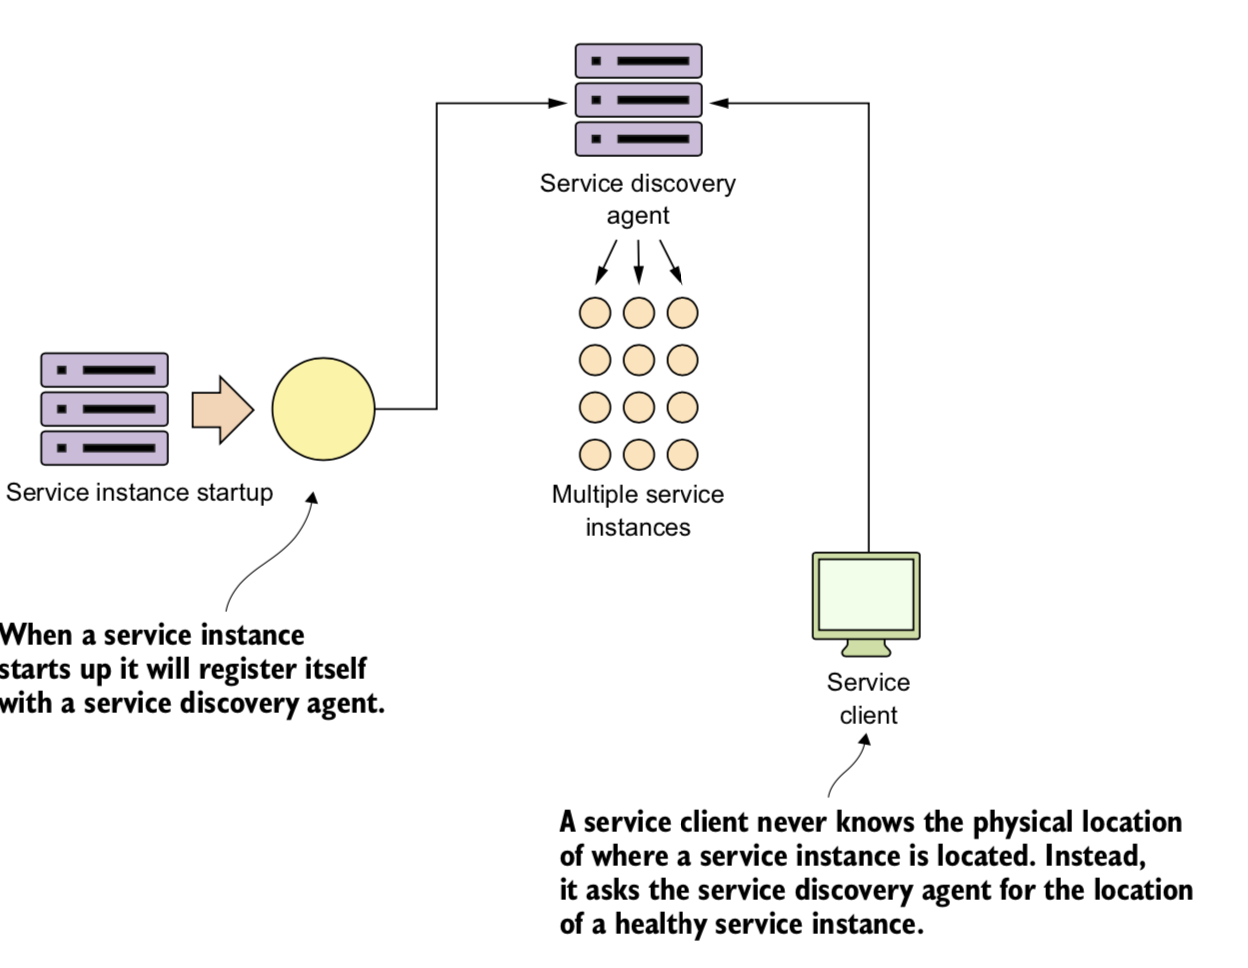 Service discovery
agent
Service instance startup
Multiple service
instances
When a service instance
starts up it will register itself
with a service discovery agent.
Service
client
A service client never knows the physical location
of where a service instance is located. Instead,
it asks the service discovery agent for the location
of a healthy service instance.